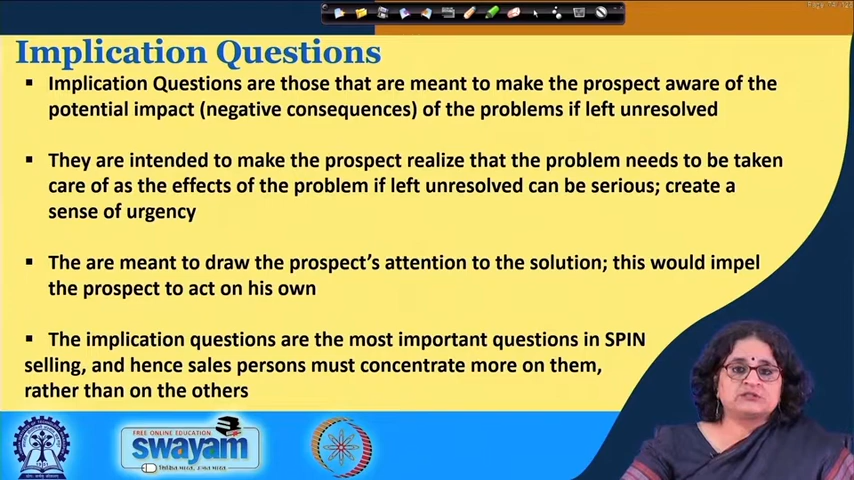 Implication Questions
▪ Implication Questions are those that are meant to make the prospect aware of the
potential impact (negative consequences) of the problems if left unresolved
▪ They are intended to make the prospect realize that the problem needs to be taken
care of as the effects of the problem if left unresolved can be serious; create a
sense of urgency
▪ The are meant to draw the prospect's attention to the solution; this would impel
the prospect to act on his own
▪ The implication questions are the most important questions in SPIN
selling, and hence sales persons must concentrate more on them,
rather than on the others
FREE ONLINE EDUCATION
swayam